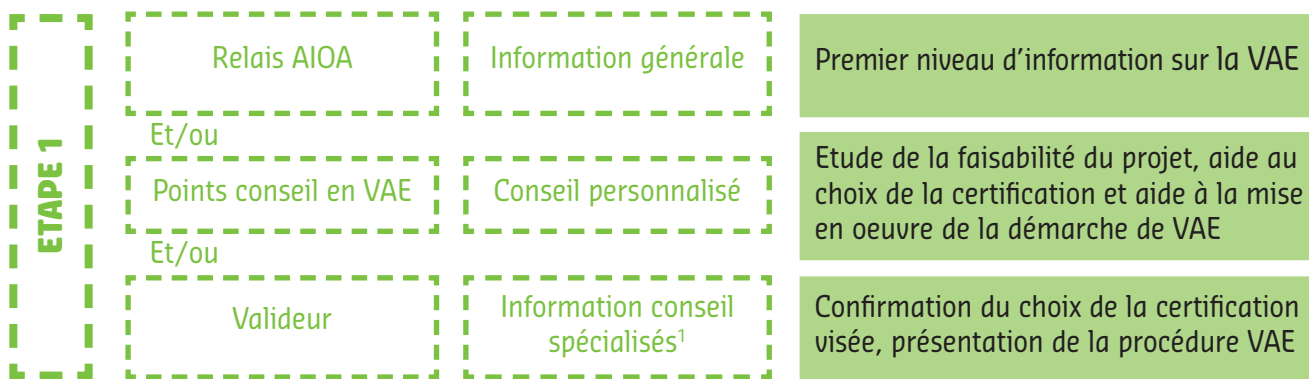 ETAPE 1
Relais AIOA
Information générale
Premier niveau d’information sur la VAE
Et/ou
Points conseil en VAE
Conseil personnalisé
Etude de la faisabilité du projet, aide au
choix de la certification et aide à la mise
en oeuvre de la démarche de VAE
Et/ou
Valideur
Information conseil
spécialisés¹
Confirmation du choix de la certification
visée, présentation de la procédure VAE